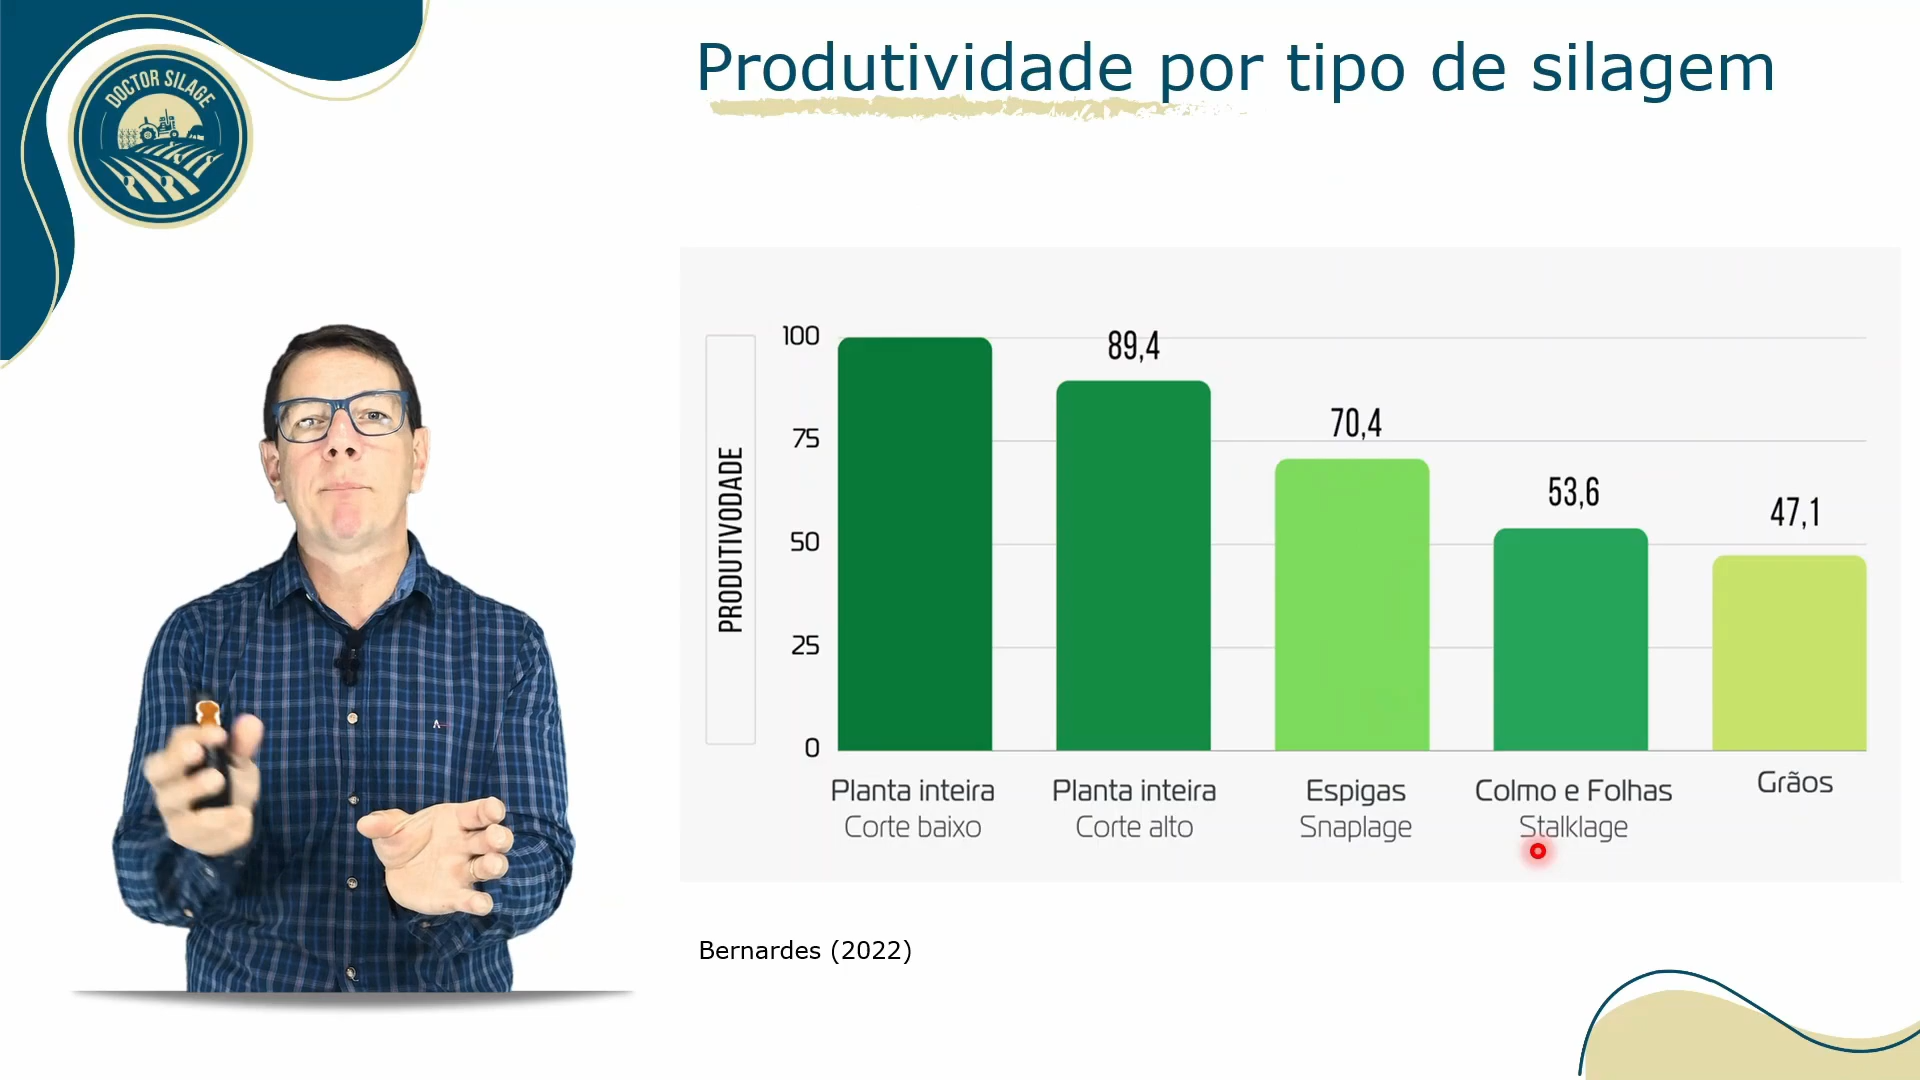 DOCTOR SILAGE
Produtividade por tipo de silagem
PRODUTIVODADE
100
75
50
25
0
89,4
70,4
53,6
47,1
Planta inteira
Corte baixo
Planta inteira
Corte alto
Espigas
Snaplage
Colmo e Folhas
Stalklage
Grãos
Bernardes (2022)